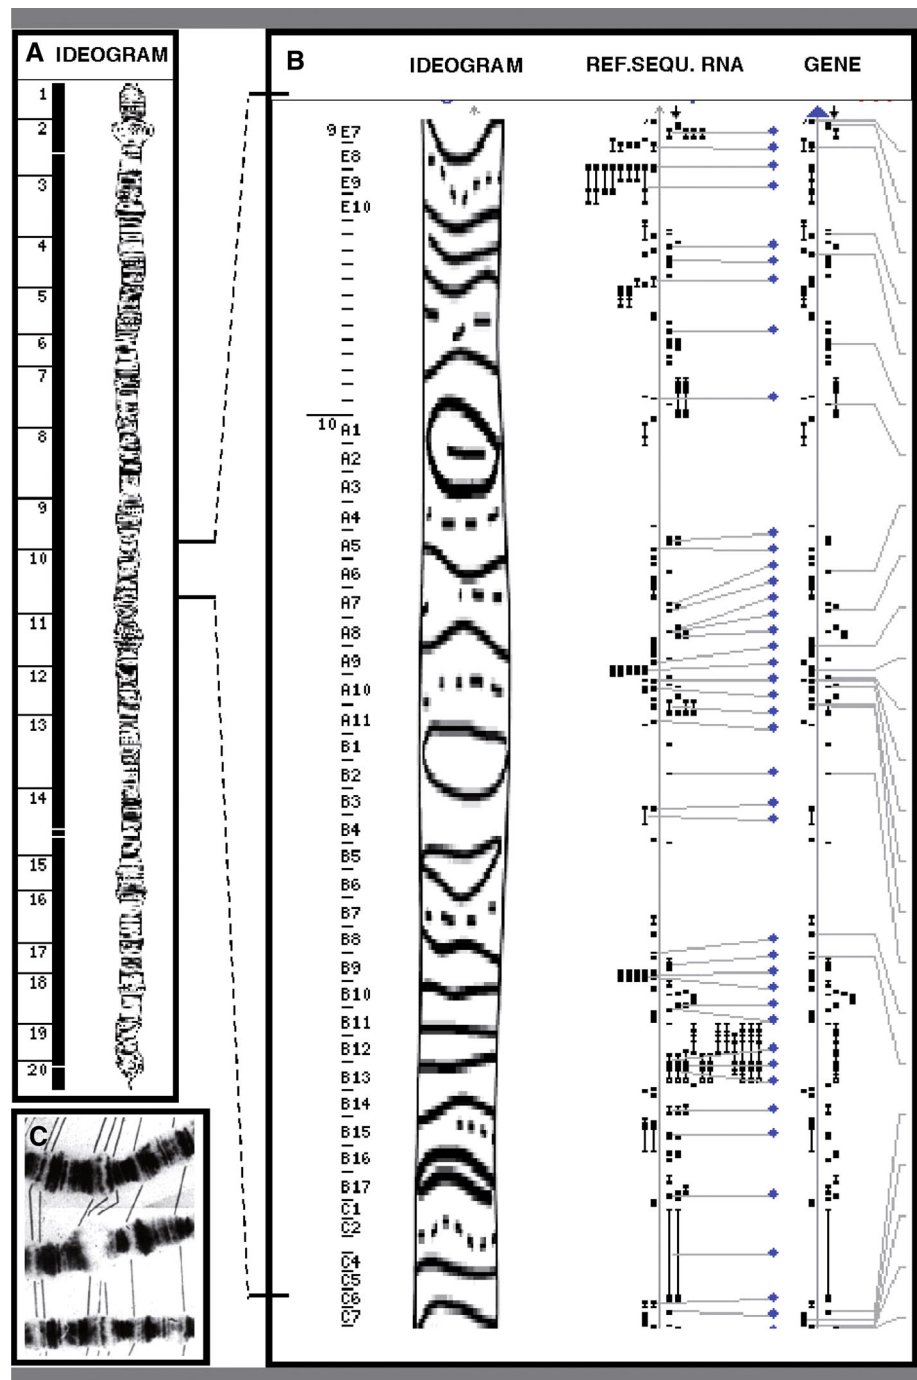 A IDEOGRAM
1
2
3
4
5
6
7
8
9
10
11
12
13
14
15
16
17
18
19
20
B
IDEOGRAM REF.SEQU. RNA GENE
9 E7
E8
E9
E10
10 A1
A2
A3
A4
A5
A6
A7
A8
A9
A10
A11
B1
B2
B3
B4
B5
B6
B7
B8
B9
B10
B11
B12
B13
B14
B15
B16
B17
C1
C2
C4
C5
C6
C7
C